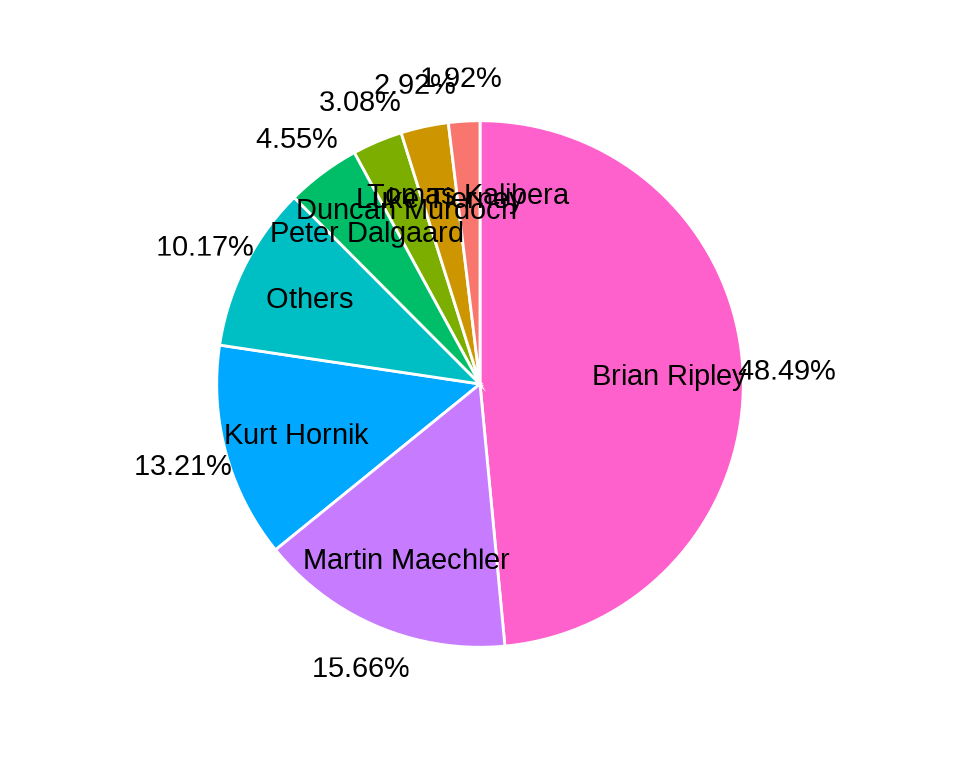 1.92%
2.92%
3.08%
4.55%
Tomas Kalibera
Luke Tierney
Duncan Murdoch
Peter Dalgaard
10.17%
Others
48.49%
Brian Ripley
Kurt Hornik
13.21%
Martin Maechler
15.66%